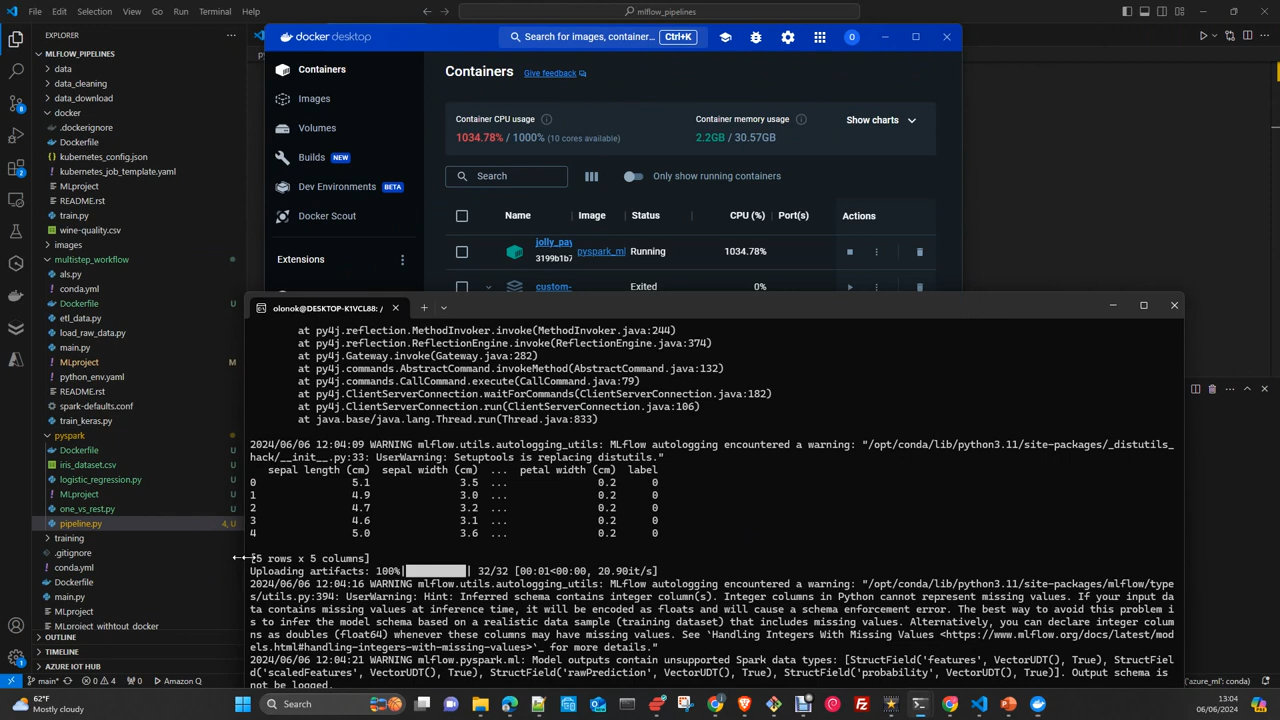 File Edit Selection View Go Run Terminal Help
mlflow_pipelines
EXPLORER
MLFLOW_PIPELINES
data
data_cleaning
data_download
docker
.dockerignore
Dockerfile
kubernetes_config.json
kubernetes_job_template.yaml
MLproject
README.rst
train.py
wine-quality.csv
images
multistep_workflow
als.py
conda.yml
Dockerfile U
etl_data.py
load_raw_data.py
main.py
MLproject M
python_env.yaml
README.rst
spark-defaults.conf
train_keras.py
pyspark
Dockerfile U
iris_dataset.csv U
logistic_regression.py U
MLproject U
one_vs_rest.py U
pipeline.py 4, U
training
.gitignore
conda.yml
Dockerfile
main.py
MLproject
MLproject_wihtout docker
OUTLINE
TIMELINE
AZURE IOT HUB
8
2
docker desktop
Search for images, container... Ctrl+K
O
Containers
Images
Volumes
Builds NEW
Dev Environments BETA
Docker Scout
Extensions
Containers Give feedback
Container CPU usage
1034.78% / 1000% (10 cores available)
Container memory usage
2.2GB / 30.57GB
Show charts
Search
Only show running containers
Name Image Status CPU (%) Port(s) Actions
jolly_pay
3199b1b7
pyspark_ml Running 1034.78%
custom- Exited 0%
olonok@DESKTOP-K1VCL88: /
at py4j.reflection.MethodInvoker.invoke(MethodInvoker.java:244)
at py4j.reflection.ReflectionEngine.invoke(ReflectionEngine.java:374)
at py4j.Gateway.invoke(Gateway.java:282)
at py4j.commands.AbstractCommand.invokeMethod(AbstractCommand.java:132)
at py4j.commands.CallCommand.execute(CallCommand.java:79)
at py4j.ClientServerConnection.waitForCommands(ClientServerConnection.java:182)
at py4j.ClientServerConnection.run(ClientServerConnection.java:106)
at java.base/java.lang.Thread.run(Thread.java:833)
2024/06/06 12:04:09 WARNING mlflow.utils.autologging_utils: MLflow autologging encountered a warning: "/opt/conda/lib/python3.11/site-packages/_distutils_
hack/__init__.py:33: UserWarning: Setuptools is replacing distutils."
sepal length (cm) sepal width (cm) ... petal width (cm) label
0 5.1 3.5 ... 0.2 0
1 4.9 3.0 ... 0.2 0
2 4.7 3.2 ... 0.2 0
3 4.6 3.1 ... 0.2 0
4 5.0 3.6 ... 0.2 0
[5 rows x 5 columns]
Uploading artifacts: 100%| | 32/32 [00:01<00:00, 20.90it/s]
2024/06/06 12:04:16 WARNING mlflow.utils.autologging_utils: MLflow autologging encountered a warning: "/opt/conda/lib/python3.11/site-packages/mlflow/type
s/utils.py:394: UserWarning: Hint: Inferred schema contains integer column(s). Integer columns in Python cannot represent missing values. If your input da
ta contains missing values at inference time, it will be encoded as floats and will cause a schema enforcement error. The best way to avoid this problem i
s to infer the model schema based on a realistic data sample (training dataset) that includes missing values. Alternatively, you can declare integer colum
ns as doubles (float64) whenever these columns may have missing values. See `Handling Integers With Missing Values <https://www.mlflow.org/docs/latest/mod
els.html#handling-integers-with-missing-values>`_ for more details."
2024/06/06 12:04:21 WARNING mlflow.pyspark.ml: Model outputs contain unsupported Spark data types: [StructField('features', VectorUDT(), True), StructFiel
d('scaledFeatures', VectorUDT(), True), StructField('rawPrediction', VectorUDT(), True), StructField('probability', VectorUDT(), True)]. Output schema is
not be logged.
main* 0 4 0 Amazon Q
('azure_ml': conda)
62°F
Mostly cloudy
Search
13:04
06/06/2024